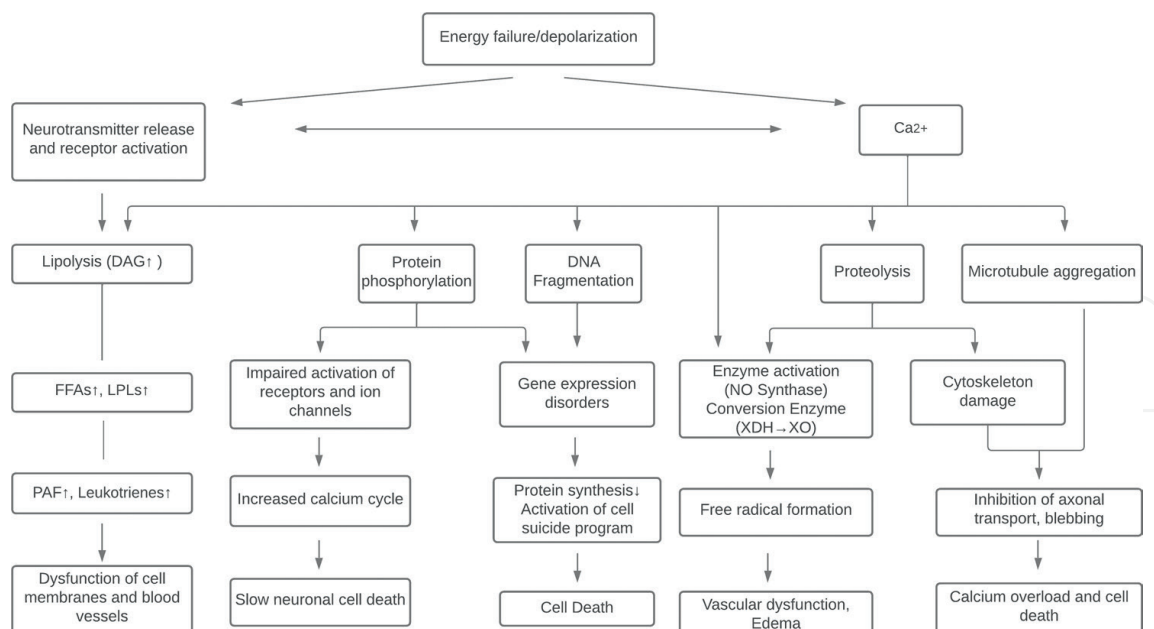 Energy failure/depolarization
Neurotransmitter release
and receptor activation
Ca2+
Lipolysis (DAG↑ )
Protein
phosphorylation
DNA
Fragmentation
Proteolysis
Microtubule aggregation
FFAs↑, LPLs↑
Impaired activation of
receptors and ion
channels
Gene expression
disorders
Enzyme activation
(NO Synthase)
Conversion Enzyme
(XDH→XO)
Cytoskeleton
damage
PAF↑, Leukotrienes↑
Increased calcium cycle
Protein synthesis↓
Activation of cell
suicide program
Free radical formation
Inhibition of axonal
transport, blebbing
Dysfunction of cell
membranes and blood
vessels
Slow neuronal cell death
Cell Death
Vascular dysfunction,
Edema
Calcium overload and cell
death